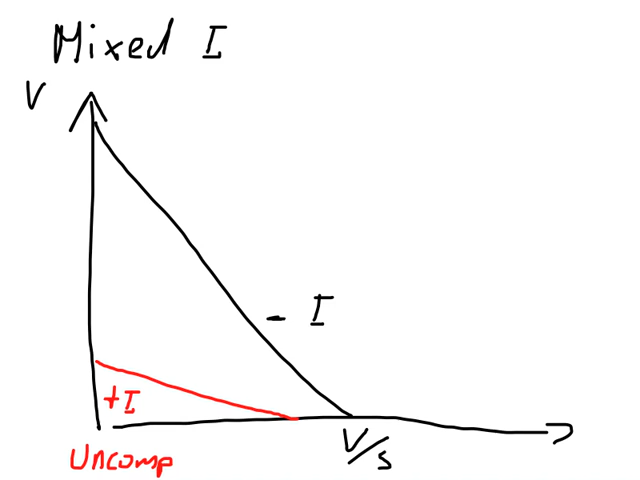 Mixed I
V
- I
+I
V/s
Uncomp